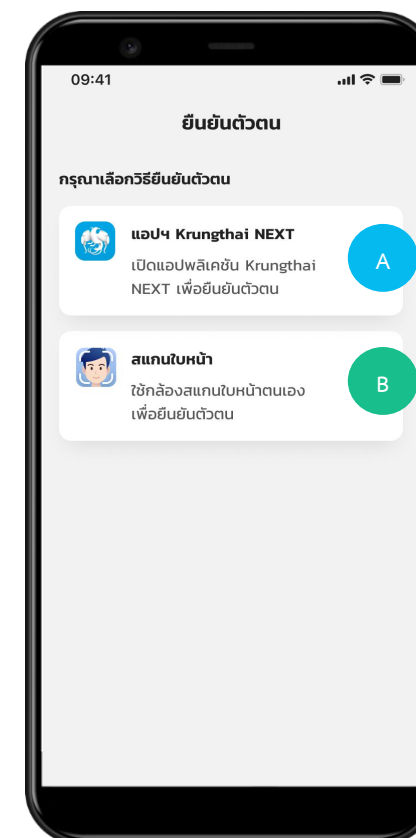 09:41
ยืนยันตัวตน
กรุณาเลือกวิธียืนยันตัวตน
แอปฯ Krungthai NEXT
เปิดแอปพลิเคชัน Krungthai
NEXT เพื่อยืนยันตัวตน
A
สแกนใบหน้า
ใช้กล้องสแกนใบหน้าตนเอง
เพื่อยืนยันตัวตน
B